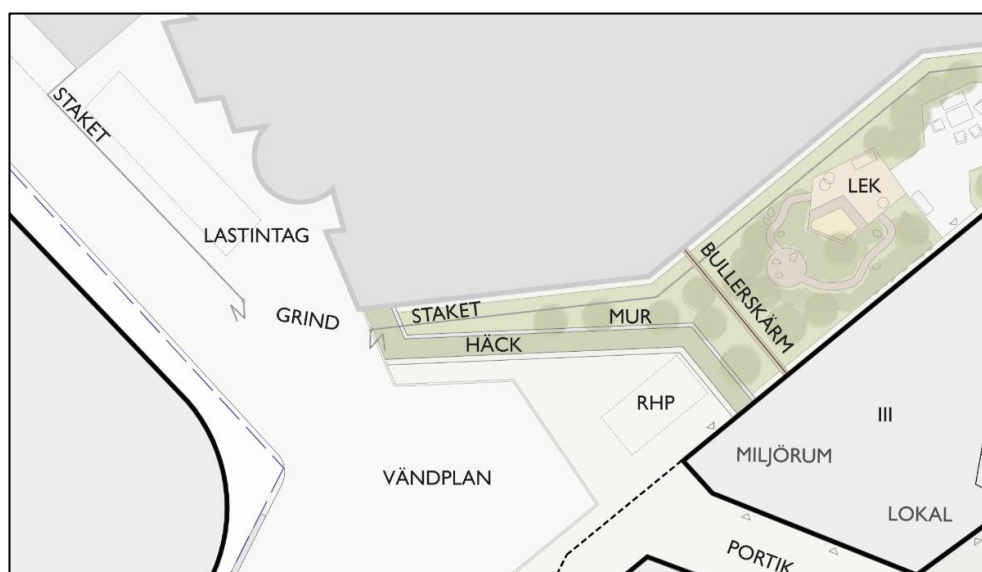 STAKET
LASTINTAG
GRIND
STAKET
MUR
HÄCK
BULLERSKÄRM
LEK
RHP
III
MILJÖRUM
VÄNDPLAN
LOKAL
PORTIK